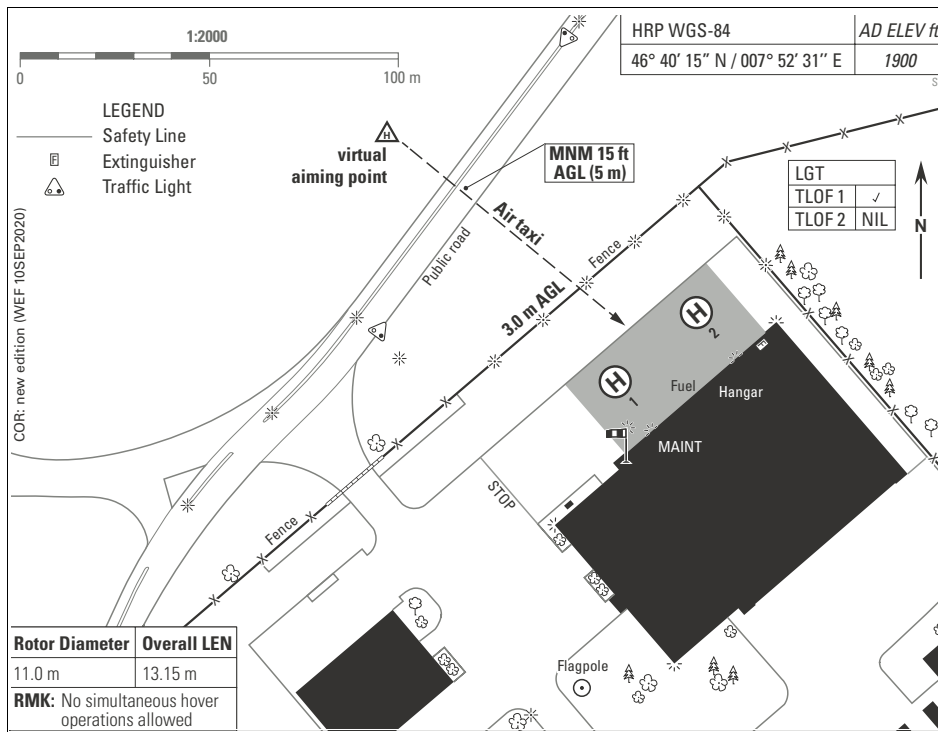 1:2000
0 50 100 m
LEGEND
Safety Line
F Extinguisher
Traffic Light
HRP WGS-84 AD ELEV ft
46° 40' 15" N / 007° 52' 31'' E 1900
S
H
virtual
aiming point
MNM 15 ft
AGL (5 m)
LGT
TLOF 1 ✓
TLOF 2 NIL
N
Air taxi
Public road
Fence
3.0 m AGL
H
2
H
1
Fuel
F
Hangar
MAINT
STOP
Fence
COR: new edition (WEF 10SEP2020)
Flagpole
Rotor Diameter Overall LEN
11.0 m 13.15 m
RMK: No simultaneous hover
operations allowed